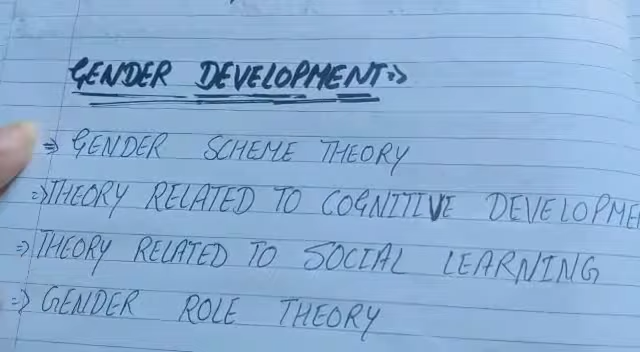 GENDER DEVELOPMENT:->
=> GENDER SCHEME THEORY
=> THEORY RELATED TO COGNITIVE DEVELOPME
=> THEORY RELATED TO SOCIAL LEARNING
=> GENDER ROLE THEORY